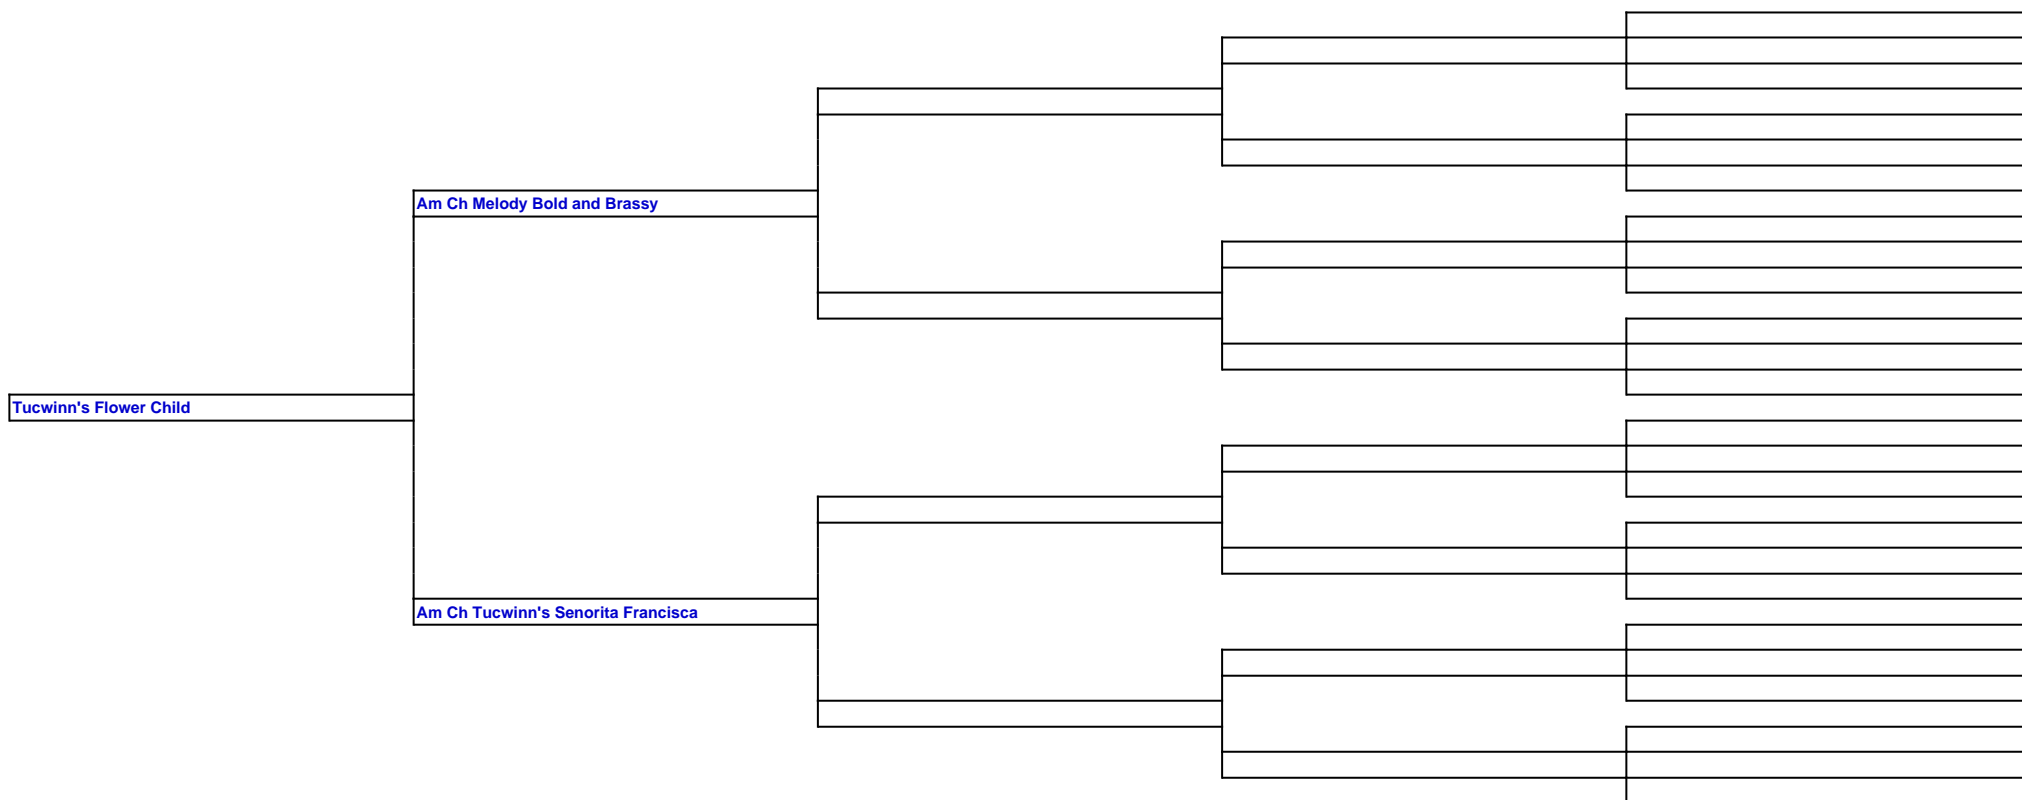 Am Ch Melody Bold and Brassy
Tucwinn's Flower Child
Am Ch Tucwinn's Senorita Francisca